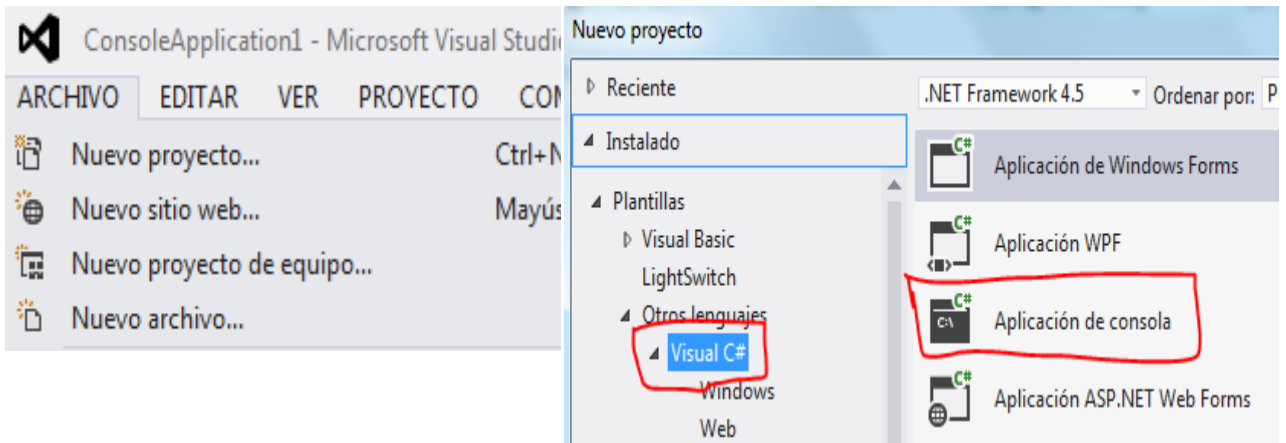 ConsoleApplication1 - Microsoft Visual Studi
ARCHIVO EDITAR VER PROYECTO COM
Nuevo proyecto... Ctrl+N
Nuevo sitio web... Mayús
Nuevo proyecto de equipo...
Nuevo archivo...
Nuevo proyecto
Reciente
Instalado
Plantillas
Visual Basic
LightSwitch
Otros lenguajes
Visual C#
Windows
Web
.NET Framework 4.5 Ordenar por: P
C# Aplicación de Windows Forms
C# Aplicación WPF
C# C:\ Aplicación de consola
C# Aplicación ASP.NET Web Forms